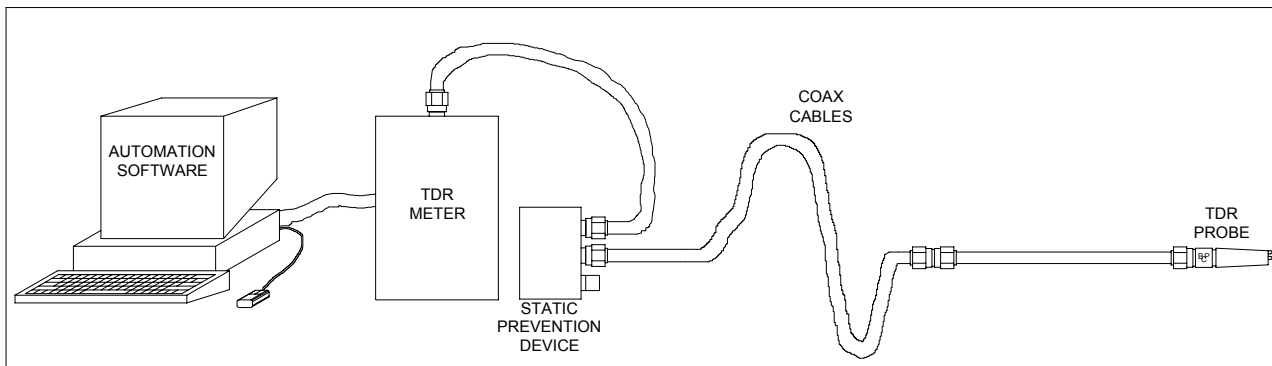 AUTOMATION
SOFTWARE
TDR
METER
STATIC
PREVENTION
DEVICE
COAX
CABLES
TDR
PROBE